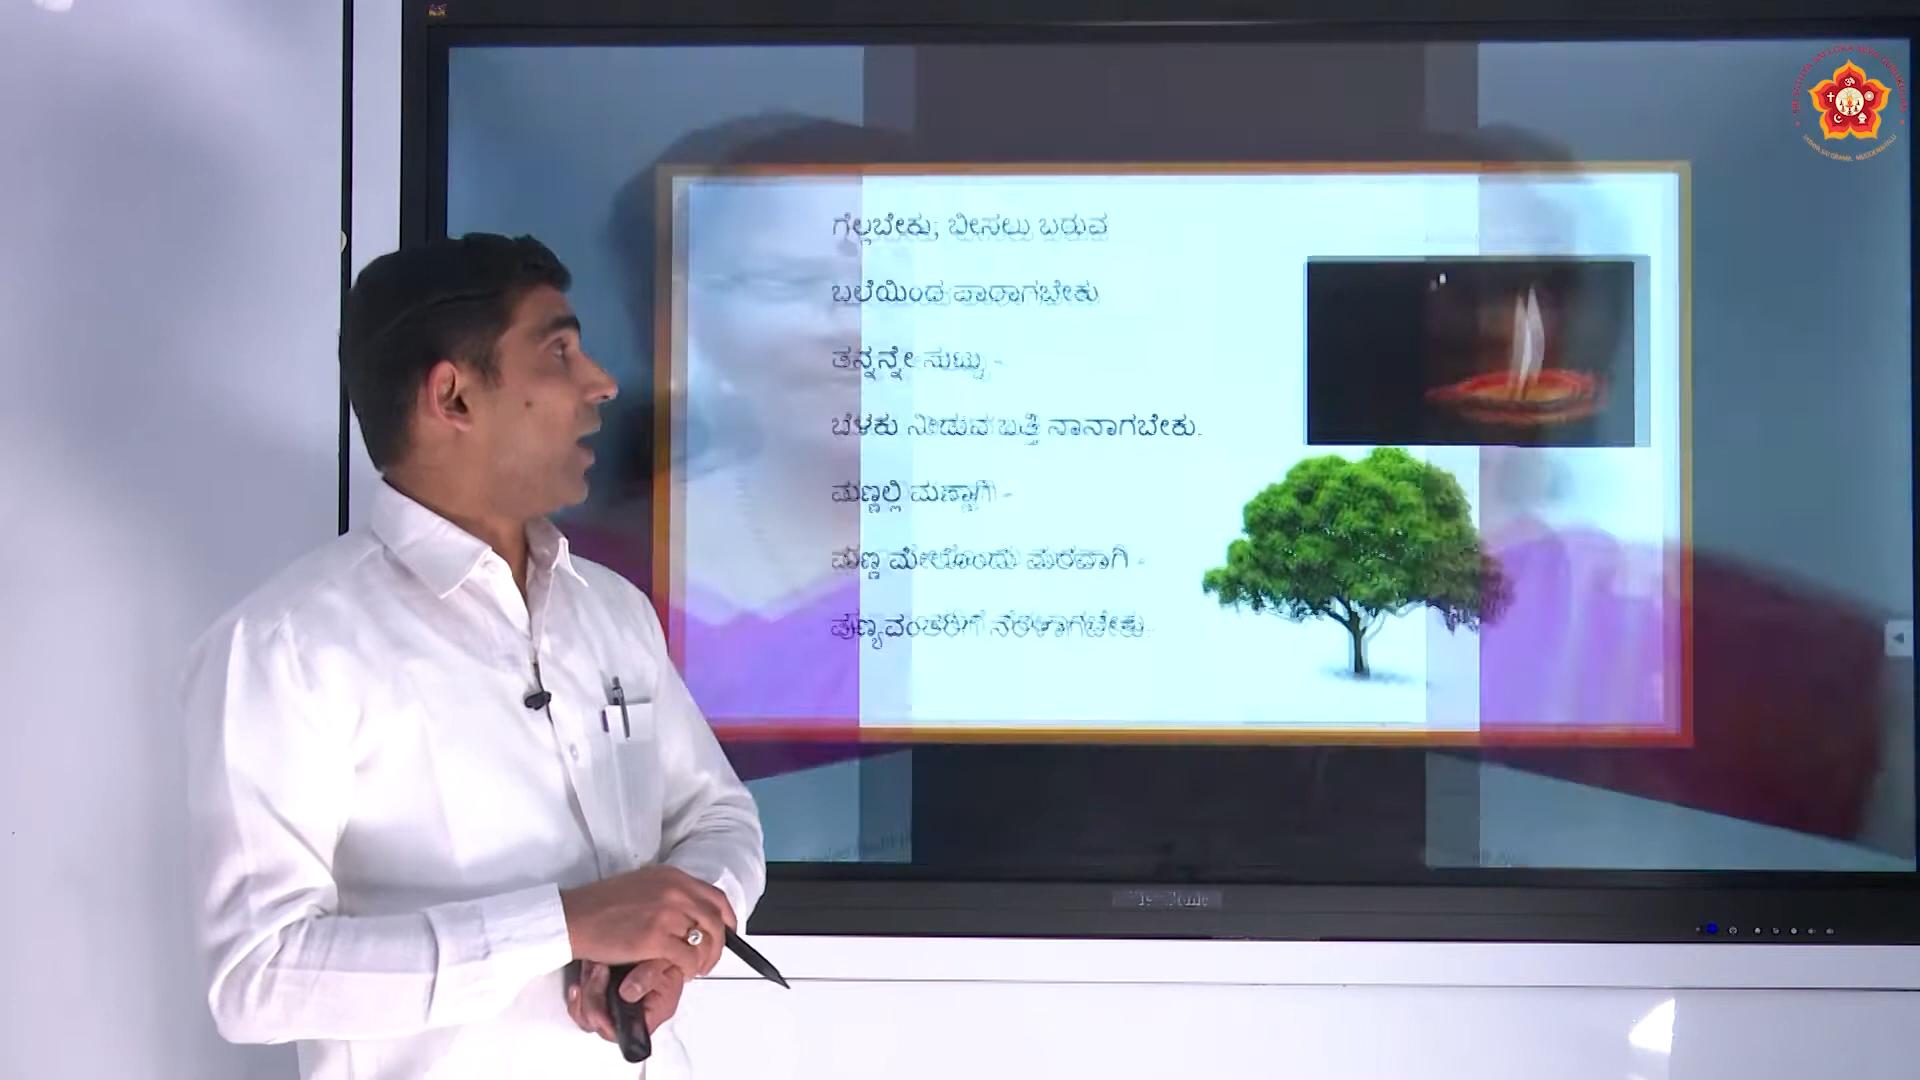 ಗೆಲ್ಲಬೇಕು; ಬೀಸಲು ಬರುವ
ಬಲೆಯಿಂದ ಪಾರಾಗಬೇಕು
ತನ್ನನ್ನೇ ಸುಟ್ಟು -
ಬೆಳಕು ನೀಡುವ ಬತ್ತಿ ನಾನಾಗಬೇಕು.
ಮಣ್ಣಲ್ಲಿ ಮಣ್ಣಾಗಿ -
ಮಣ್ಣ ಮೇಲೊಂದು ಮರವಾಗಿ -
ಪುಣ್ಯವಂತರಿಗೆ ನೆರಳಾಗಬೇಕು